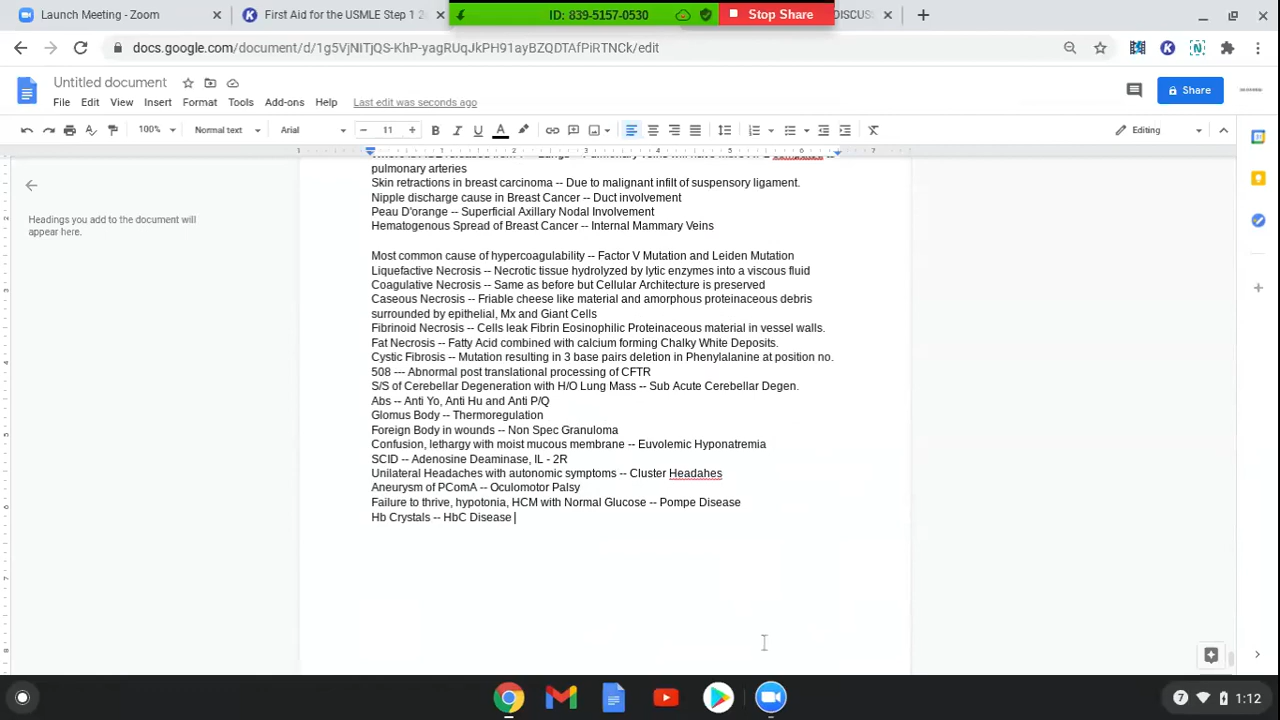 Launch Meeting - Zoom
First Aid for the USMLE Step 1 2
ID: 839-5157-0530
Stop Share
DISCUS
docs.google.com/document/d/1g5VjNITjQS-KhP-yagRUqJkPH91ayBZQDTAfPiRTNCk/edit
Untitled document
File Edit View Insert Format Tools Add-ons Help Last edit was seconds ago
Share
100% Normal text Arial 11 Editing
Headings you add to the document will
appear here.
pulmonary arteries
Skin retractions in breast carcinoma -- Due to malignant infilt of suspensory ligament.
Nipple discharge cause in Breast Cancer -- Duct involvement
Peau D'orange -- Superficial Axillary Nodal Involvement
Hematogenous Spread of Breast Cancer -- Internal Mammary Veins
Most common cause of hypercoagulability -- Factor V Mutation and Leiden Mutation
Liquefactive Necrosis -- Necrotic tissue hydrolyzed by lytic enzymes into a viscous fluid
Coagulative Necrosis -- Same as before but Cellular Architecture is preserved
Caseous Necrosis -- Friable cheese like material and amorphous proteinaceous debris
surrounded by epithelial, Mx and Giant Cells
Fibrinoid Necrosis -- Cells leak Fibrin Eosinophilic Proteinaceous material in vessel walls.
Fat Necrosis -- Fatty Acid combined with calcium forming Chalky White Deposits.
Cystic Fibrosis -- Mutation resulting in 3 base pairs deletion in Phenylalanine at position no.
508 --- Abnormal post translational processing of CFTR
S/S of Cerebellar Degeneration with H/O Lung Mass -- Sub Acute Cerebellar Degen.
Abs -- Anti Yo, Anti Hu and Anti P/Q
Glomus Body -- Thermoregulation
Foreign Body in wounds -- Non Spec Granuloma
Confusion, lethargy with moist mucous membrane -- Euvolemic Hyponatremia
SCID -- Adenosine Deaminase, IL - 2R
Unilateral Headaches with autonomic symptoms -- Cluster Headahes
Aneurysm of PComA -- Oculomotor Palsy
Failure to thrive, hypotonia, HCM with Normal Glucose -- Pompe Disease
Hb Crystals -- HbC Disease
7 1:12